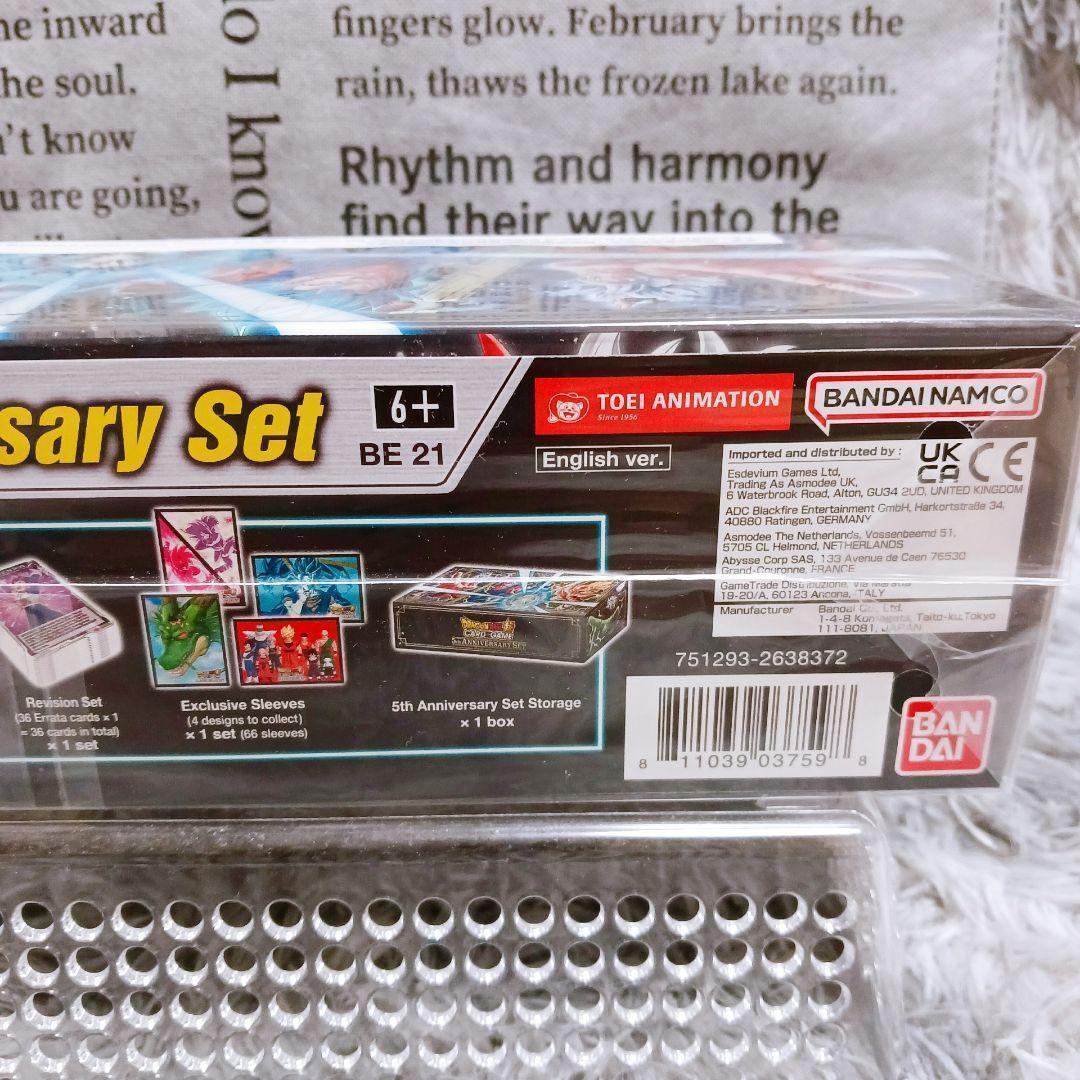 he inward
the soul.
n't know
u are going,
o I know
fingers glow. February brings the
rain, thaws the frozen lake again.
Rhythm and harmony
find their way into the
sary Set
6+
BE 21
TOEI ANIMATION
Since 1956
English ver.
BANDAI NAMCO
Imported and distributed by :
UK
CA
CE
Esdevium Games Ltd,
Trading As Asmodee UK,
6 Waterbrook Road, Alton, GU34 2UD, UNITED KINGDOM
ADC Blackfire Entertainment GmbH, Harkortstraße 34,
40880 Ratingen, GERMANY
Asmodee The Netherlands, Vossenbeemd 51,
5705 CL Helmond, NETHERLANDS
Abysse Corp SAS, 133 Avenue de Caen 76530
Grand-Couronne, FRANCE
GameTrade Distribuzione, Via
19-20/A, 60123 Ancona, ITALY
Manufacturer
Bandai Co., Ltd.
1-4-8 Komagata, Taito-ku,Tokyo
111-8081, JAPAN
751293-2638372
8 11039 03759 8
BAN
DAI
Revision Set
(36 Errata cards × 1
= 36 cards in total)
× 1 set
Exclusive Sleeves
(4 designs to collect)
× 1 set (66 sleeves)
CARD GAME
5th ANNIVERSARY SET
5th Anniversary Set Storage
× 1 box